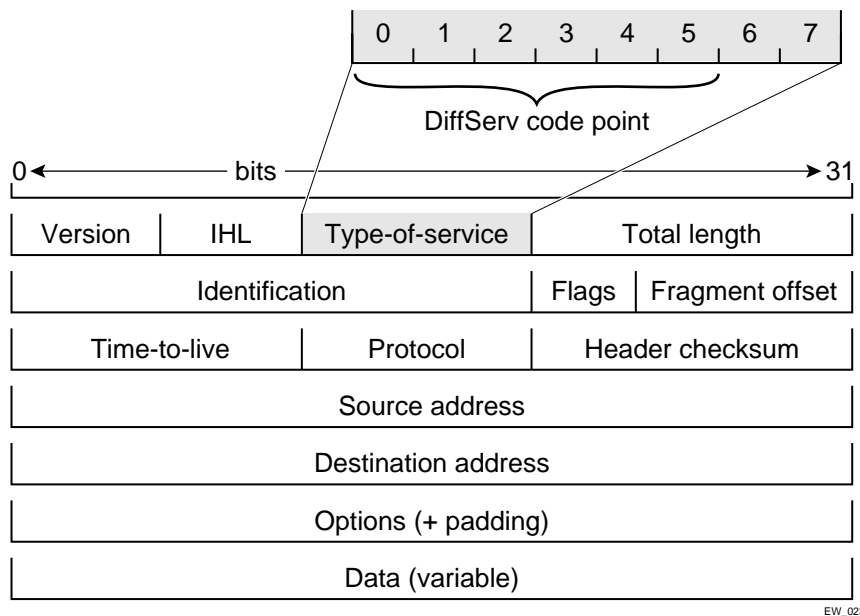 0 1 2 3 4 5 6 7
DiffServ code point
0 bits 31
Version IHL Type-of-service Total length
Identification Flags Fragment offset
Time-to-live Protocol Header checksum
Source address
Destination address
Options (+ padding)
Data (variable)